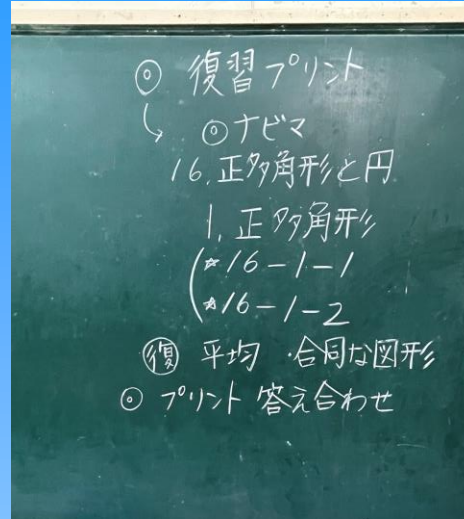 ◎ 復習プリント
↳ ◎ナビマ
16.正多角形と円
1.正多角形
(☆16-1-1
(☆16-1-2
㊝ 平均・合同な図形
◎ プリント 答え合わせ